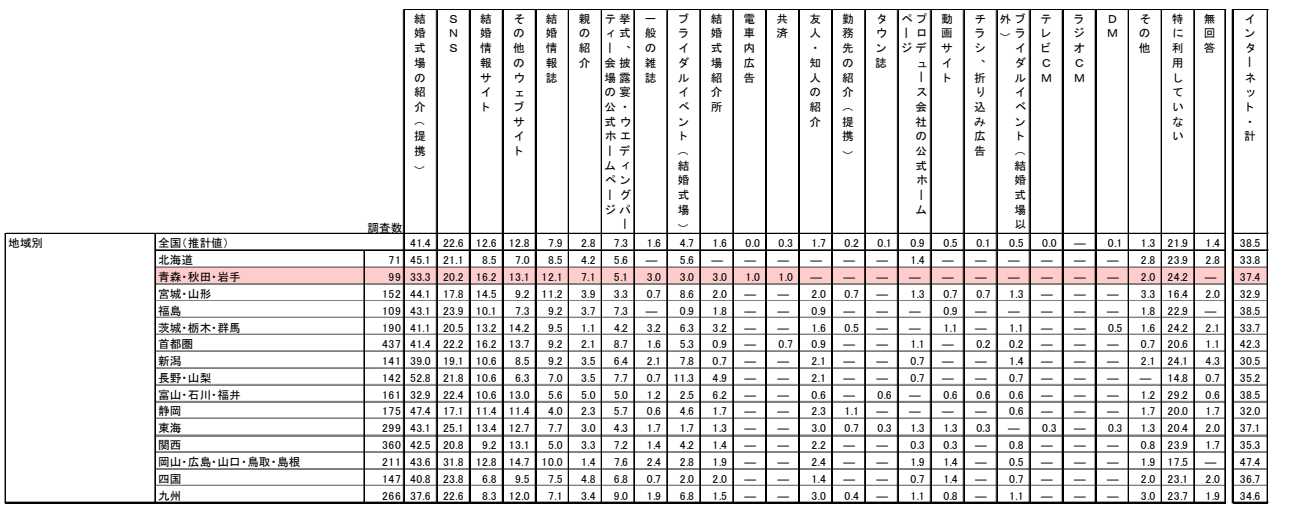 結婚式場の紹介（提携）
SNS
結婚情報サイト
その他のウェブサイト
結婚情報誌
親の紹介
挙式、披露宴・ウエディングパーティー会場の公式ホームページ
一般の雑誌
ブライダルイベント（結婚式場）
結婚式場紹介所
電車内広告
共済
友人・知人の紹介
勤務先の紹介（提携）
タウン誌
プロデュース会社の公式ホームページ
動画サイト
チラシ、折り込み広告
ブライダルイベント（結婚式場以外）
テレビCM
ラジオCM
DM
その他
特に利用していない
無回答
インターネット・計
調査数
地域別 全国（推計値） 41.4 22.6 12.6 12.8 7.9 2.8 7.3 1.6 4.7 1.6 0.0 0.3 1.7 0.2 0.1 0.9 0.5 0.1 0.5 0.0 ― 0.1 1.3 21.9 1.4 38.5
北海道 71 45.1 21.1 8.5 7.0 8.5 4.2 5.6 ― 5.6 ― ― ― ― ― ― 1.4 ― ― ― ― ― ― 2.8 23.9 2.8 33.8
青森・秋田・岩手 99 33.3 20.2 16.2 13.1 12.1 7.1 5.1 3.0 3.0 3.0 1.0 1.0 ― ― ― ― ― ― ― ― ― ― 2.0 24.2 ― 37.4
宮城・山形 152 44.1 17.8 14.5 9.2 11.2 3.9 3.3 0.7 8.6 2.0 ― ― 2.0 0.7 ― 1.3 0.7 0.7 1.3 ― ― ― 3.3 16.4 2.0 32.9
福島 109 43.1 23.9 10.1 7.3 9.2 3.7 7.3 ― 0.9 1.8 ― ― 0.9 ― ― ― 0.9 ― ― ― ― ― 1.8 22.9 ― 38.5
茨城・栃木・群馬 190 41.1 20.5 13.2 14.2 9.5 1.1 4.2 3.2 6.3 3.2 ― ― 1.6 0.5 ― ― 1.1 ― 1.1 ― ― 0.5 1.6 24.2 2.1 33.7
首都圏 437 41.4 22.2 16.2 13.7 9.2 2.1 8.7 1.6 5.3 0.9 ― 0.7 0.9 ― ― 1.1 ― 0.2 0.2 ― ― ― 0.7 20.6 1.1 42.3
新潟 141 39.0 19.1 10.6 8.5 9.2 3.5 6.4 2.1 7.8 0.7 ― ― 2.1 ― ― 0.7 ― ― 1.4 ― ― ― 2.1 24.1 4.3 30.5
長野・山梨 142 52.8 21.8 10.6 6.3 7.0 3.5 7.7 0.7 11.3 4.9 ― ― 2.1 ― ― 0.7 ― ― 0.7 ― ― ― ― 14.8 0.7 35.2
富山・石川・福井 161 32.9 22.4 10.6 13.0 5.6 5.0 5.0 1.2 2.5 6.2 ― ― 0.6 ― 0.6 ― 0.6 0.6 0.6 ― ― ― 1.2 29.2 0.6 38.5
静岡 175 47.4 17.1 11.4 11.4 4.0 2.3 5.7 0.6 4.6 1.7 ― ― 2.3 1.1 ― ― ― ― 0.6 ― ― ― 1.7 20.0 1.7 32.0
東海 299 43.1 25.1 13.4 12.7 7.7 3.0 4.3 1.7 1.7 1.3 ― ― 3.0 0.7 0.3 1.3 1.3 0.3 ― 0.3 ― 0.3 1.3 20.4 2.0 37.1
関西 360 42.5 20.8 9.2 13.1 5.0 3.3 7.2 1.4 4.2 1.4 ― ― 2.2 ― ― 0.3 0.3 ― 0.8 ― ― ― 0.8 23.9 1.7 35.3
岡山・広島・山口・鳥取・島根 211 43.6 31.8 12.8 14.7 10.0 1.4 7.6 2.4 2.8 1.9 ― ― 2.4 ― ― 1.9 1.4 ― 0.5 ― ― ― 1.9 17.5 ― 47.4
四国 147 40.8 23.8 6.8 9.5 7.5 4.8 6.8 0.7 2.0 2.0 ― ― 1.4 ― ― 0.7 1.4 ― 0.7 ― ― ― 2.0 23.1 2.0 36.7
九州 266 37.6 22.6 8.3 12.0 7.1 3.4 9.0 1.9 6.8 1.5 ― ― 3.0 0.4 ― 1.1 0.8 ― 1.1 ― ― ― 3.0 23.7 1.9 34.6